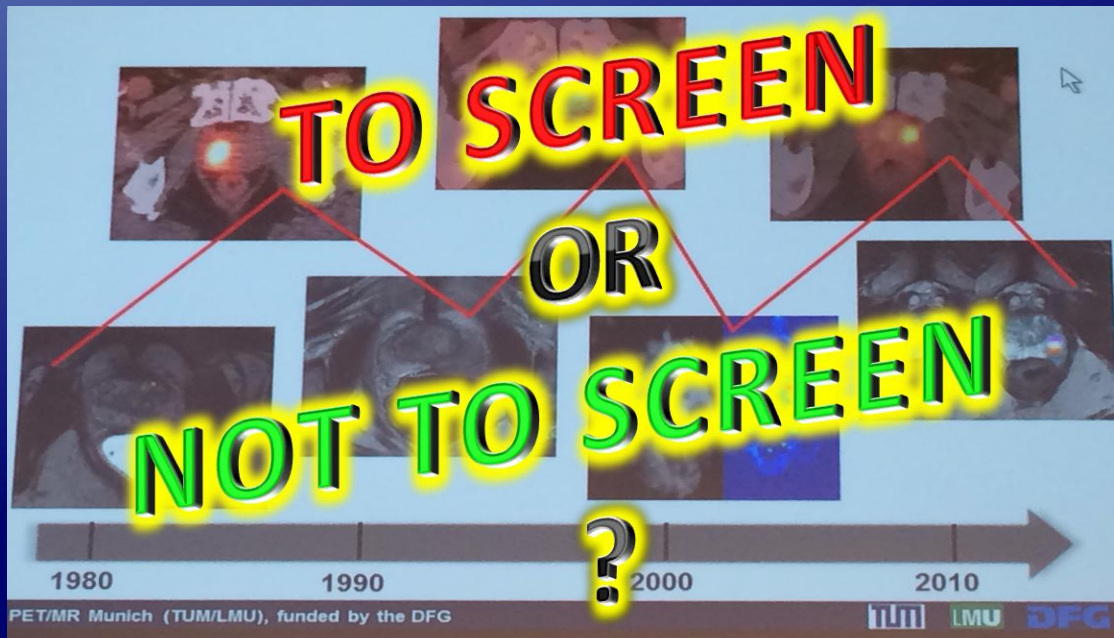 TO SCREEN
OR
NOT TO SCREEN
?
1980 1990 2000 2010
PET/MR Munich (TUM/LMU), funded by the DFG
TUM LMU DFG